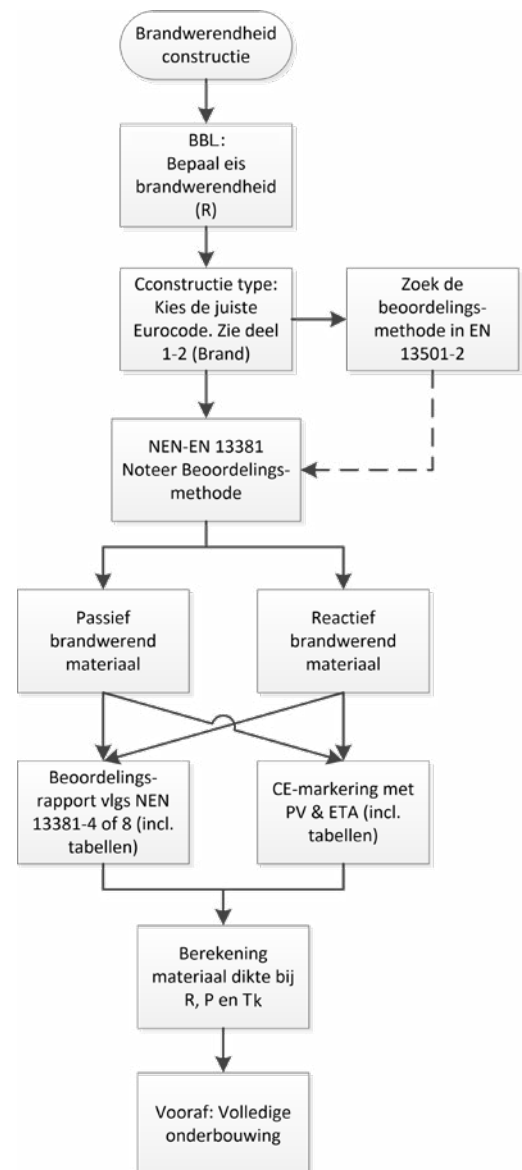 Brandwerendheid
constructie
BBL:
Bepaal eis
brandwerendheid
(R)
Cconstructie type:
Kies de juiste
Eurocode. Zie deel
1-2 (Brand)
Zoek de
beoordelings-
methode in EN
13501-2
NEN-EN 13381
Noteer Beoordelings-
methode
Passief
brandwerend
materiaal
Reactief
brandwerend
materiaal
Beoordelings-
rapport vlgs NEN
13381-4 of 8 (incl.
tabellen)
CE-markering met
PV & ETA (incl.
tabellen)
Berekening
materiaal dikte bij
R, P en Tk
Vooraf: Volledige
onderbouwing